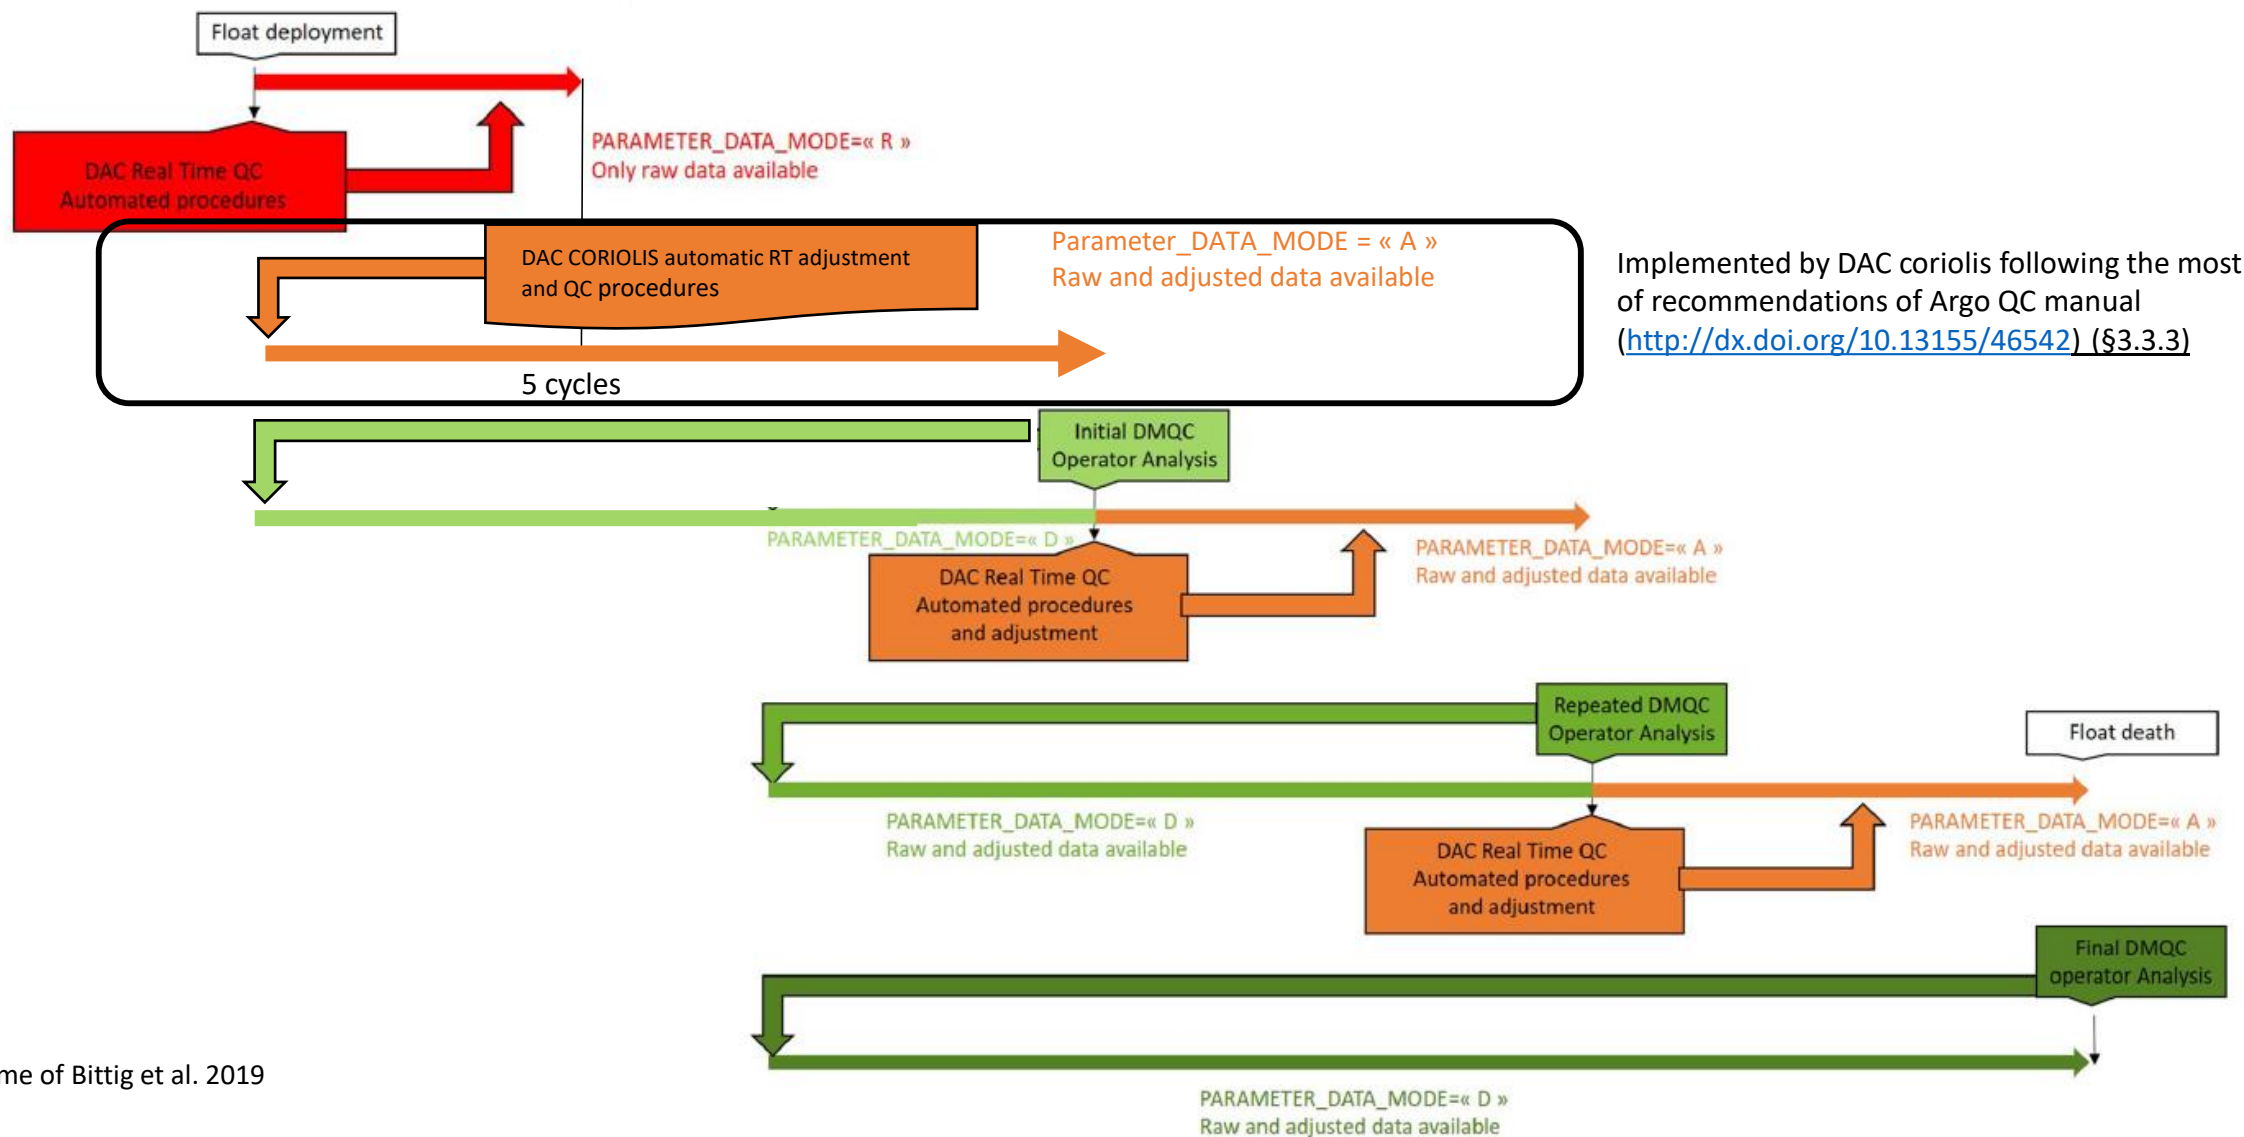 Float deployment
DAC Real Time QC
Automated procedures
PARAMETER_DATA_MODE=« R »
Only raw data available
DAC CORIOLIS automatic RT adjustment
and QC procedures
Parameter_DATA_MODE = « A »
Raw and adjusted data available
5 cycles
Implemented by DAC coriolis following the most
of recommendations of Argo QC manual
(http://dx.doi.org/10.13155/46542) (§3.3.3)
Initial DMQC
Operator Analysis
PARAMETER_DATA_MODE=« D »
DAC Real Time QC
Automated procedures
and adjustment
PARAMETER_DATA_MODE=« A »
Raw and adjusted data available
Repeated DMQC
Operator Analysis
Float death
PARAMETER_DATA_MODE=« D »
Raw and adjusted data available
DAC Real Time QC
Automated procedures
and adjustment
PARAMETER_DATA_MODE=« A »
Raw and adjusted data available
Final DMQC
operator Analysis
me of Bittig et al. 2019
PARAMETER_DATA_MODE=« D »
Raw and adjusted data available